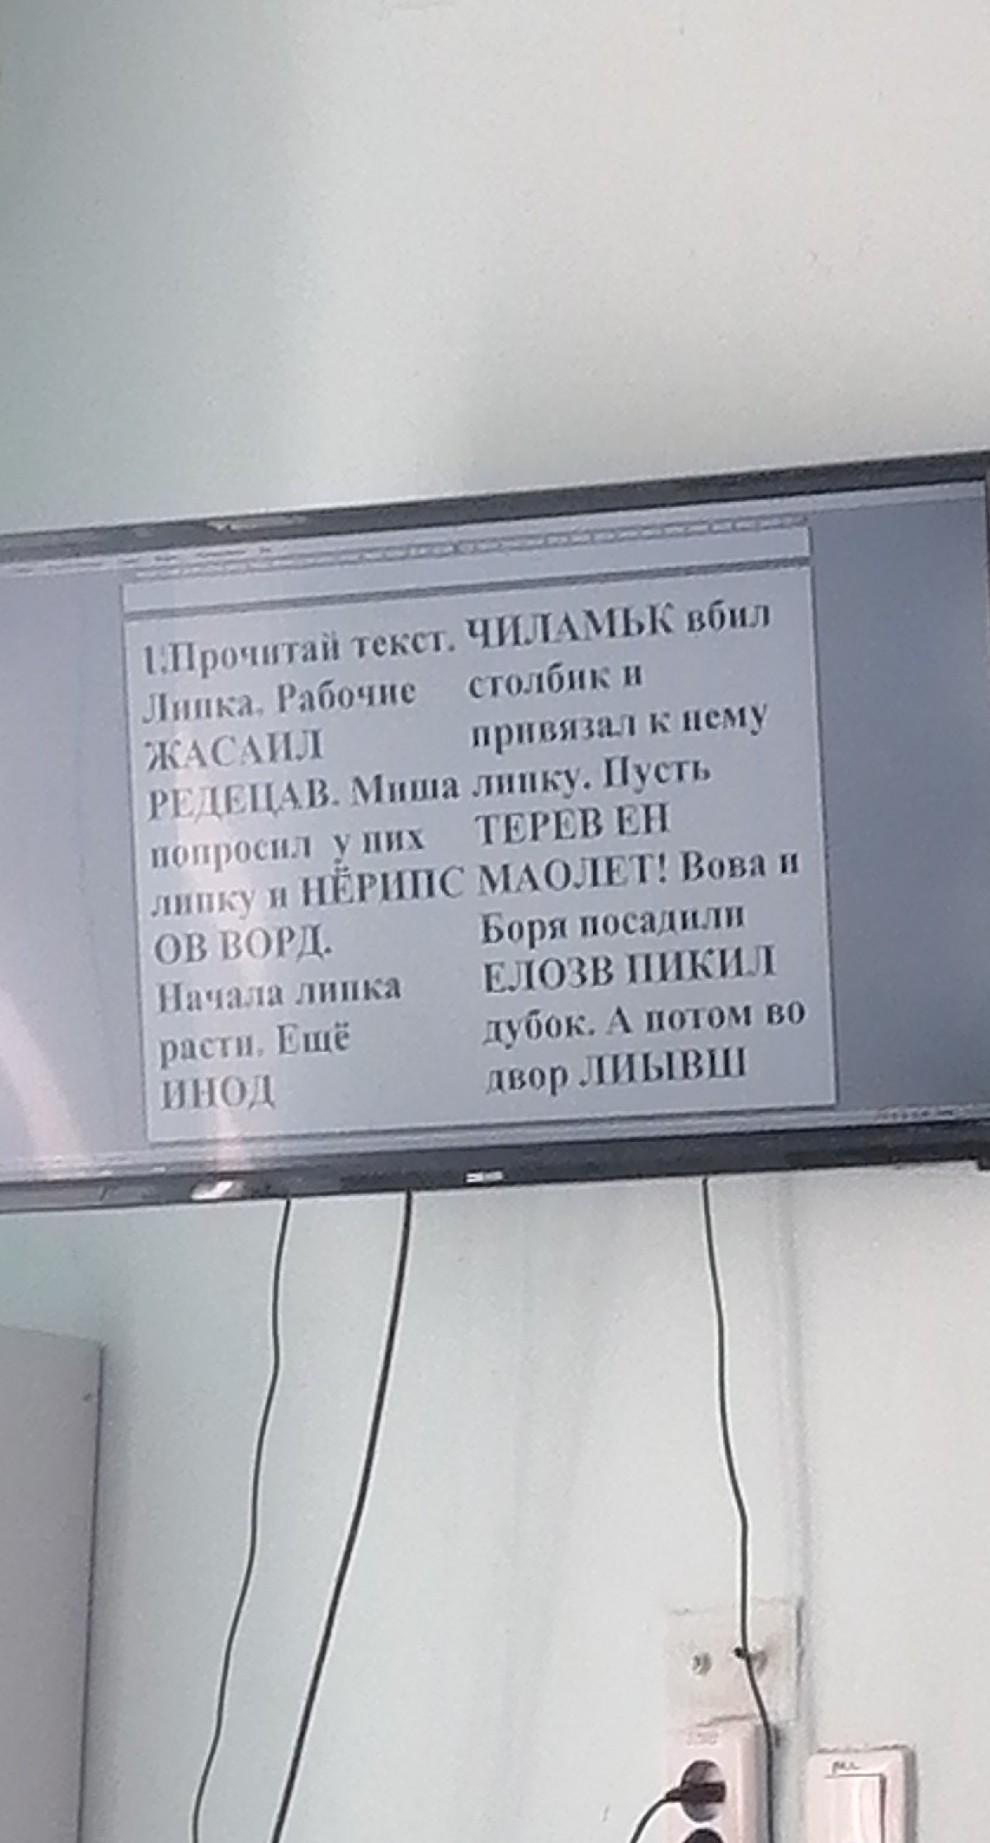 1.Прочитай текст.
Липка. Рабочие
ЖАСАИЛ
РЕДЕЦАВ. Миша
попросил у них
липку и НЁРИПС
ОВ ВОРД.
Начала липка
расти. Ещё
ИНОД
ЧИЛАМЬК вбил
столбик и
привязал к нему
липку. Пусть
ТЕРЕВ ЕН
МАОЛЕТ! Вова и
Боря посадили
ЕЛОЗВ ПИКИЛ
дубок. А потом во
двор ЛИЫВШ